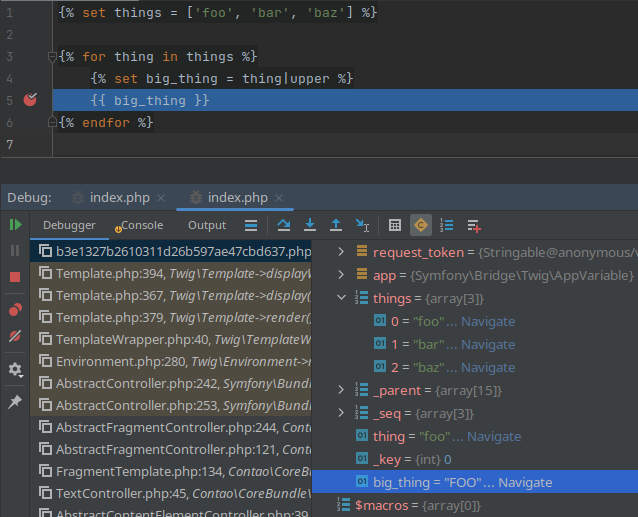 1 {% set things = ['foo', 'bar', 'baz'] %}
2
3 {% for thing in things %}
4 {% set big_thing = thing|upper %}
5 {{ big_thing }}
6 {% endfor %}
7
Debug: index.php index.php
Debugger Console Output
b3e1327b2610311d26b597ae47cbd637.php
Template.php:394, Twig\Template->displayW
Template.php:367, Twig\Template->display(
Template.php:379, Twig\Template->render(
TemplateWrapper.php:40, Twig\TemplateW
Environment.php:280, Twig\Environment->r
AbstractController.php:242, Symfony\Bund
AbstractController.php:253, Symfony\Bund
AbstractFragmentController.php:244, Conta
AbstractFragmentController.php:121, Conta
FragmentTemplate.php:134, Contao\CoreB
TextController.php:45, Contao\CoreBundle\
AbstractContentElementController.php:39
request_token = {Stringable@anonymous/v
app = {Symfony\Bridge\Twig\AppVariable}
things = {array[3]}
0 = "foo"... Navigate
1 = "bar"... Navigate
2 = "baz"... Navigate
_parent = {array[15]}
_seq = {array[3]}
thing = "foo"... Navigate
_key = {int} 0
big_thing = "FOO"... Navigate
$macros = {array[0]}